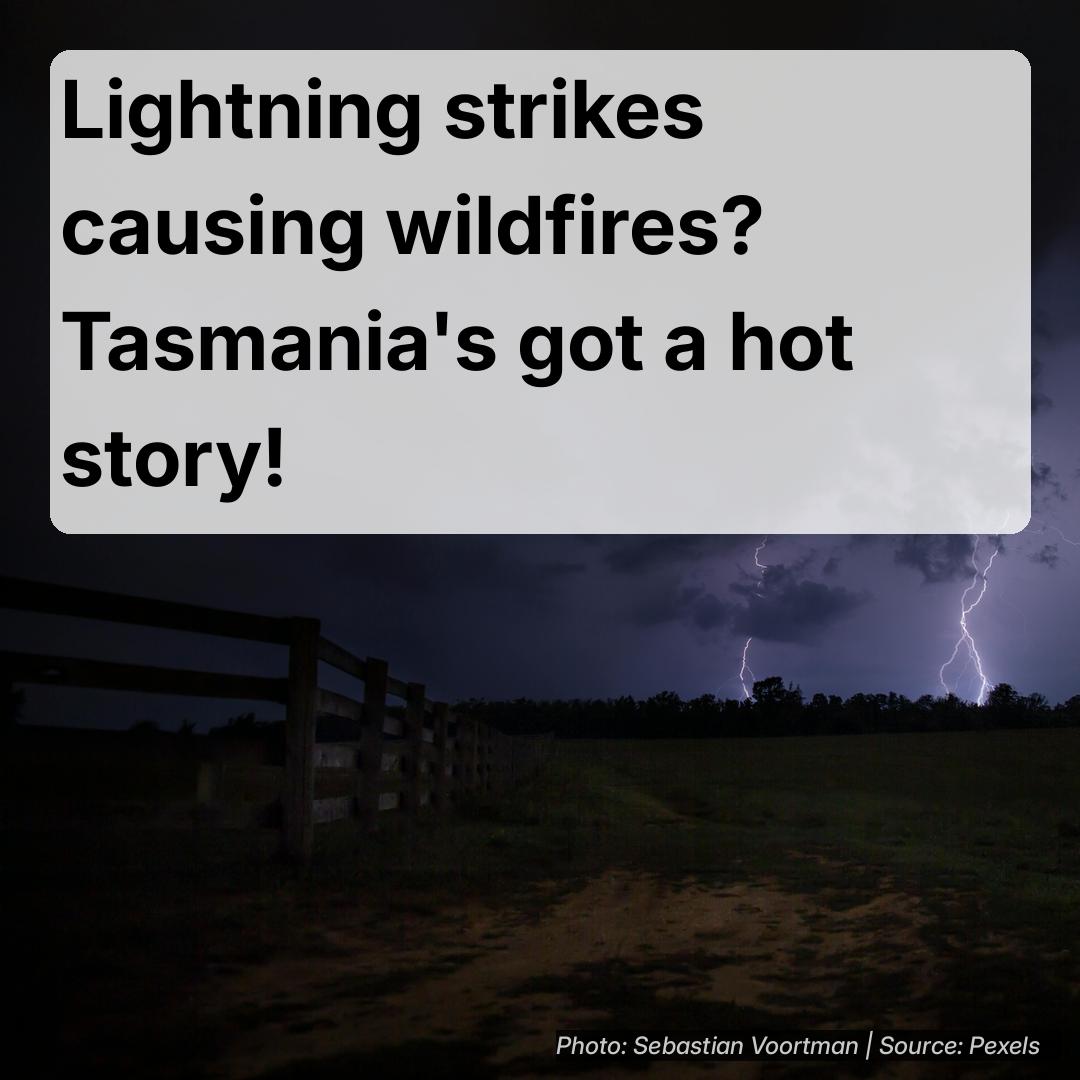 Lightning strikes
causing wildfires?
Tasmania's got a hot
story!
Photo: Sebastian Voortman | Source: Pexels